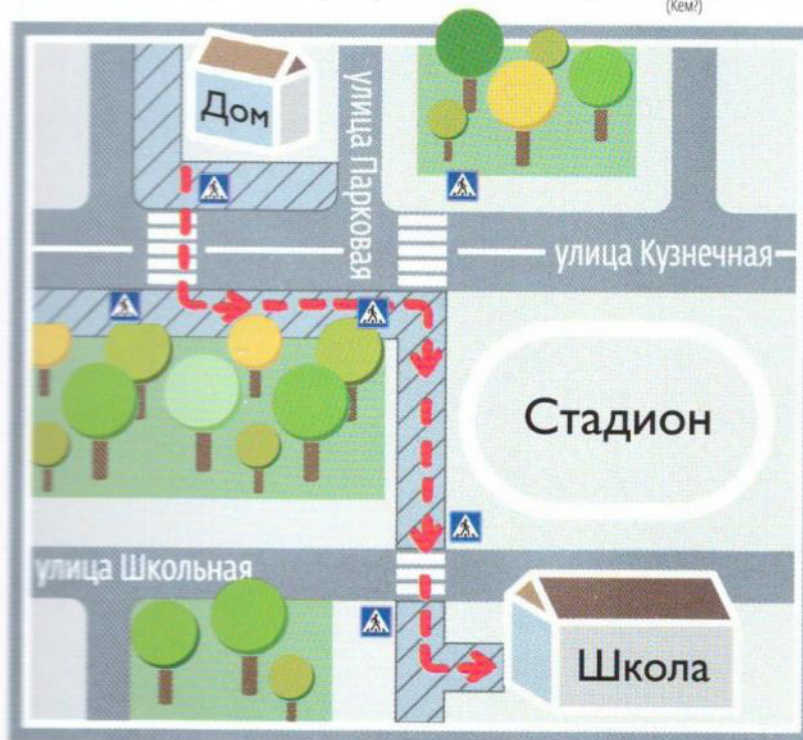 (Кем?)
Дом
улица Парковая
улица Кузнечная
Стадион
улица Школьная
Школа